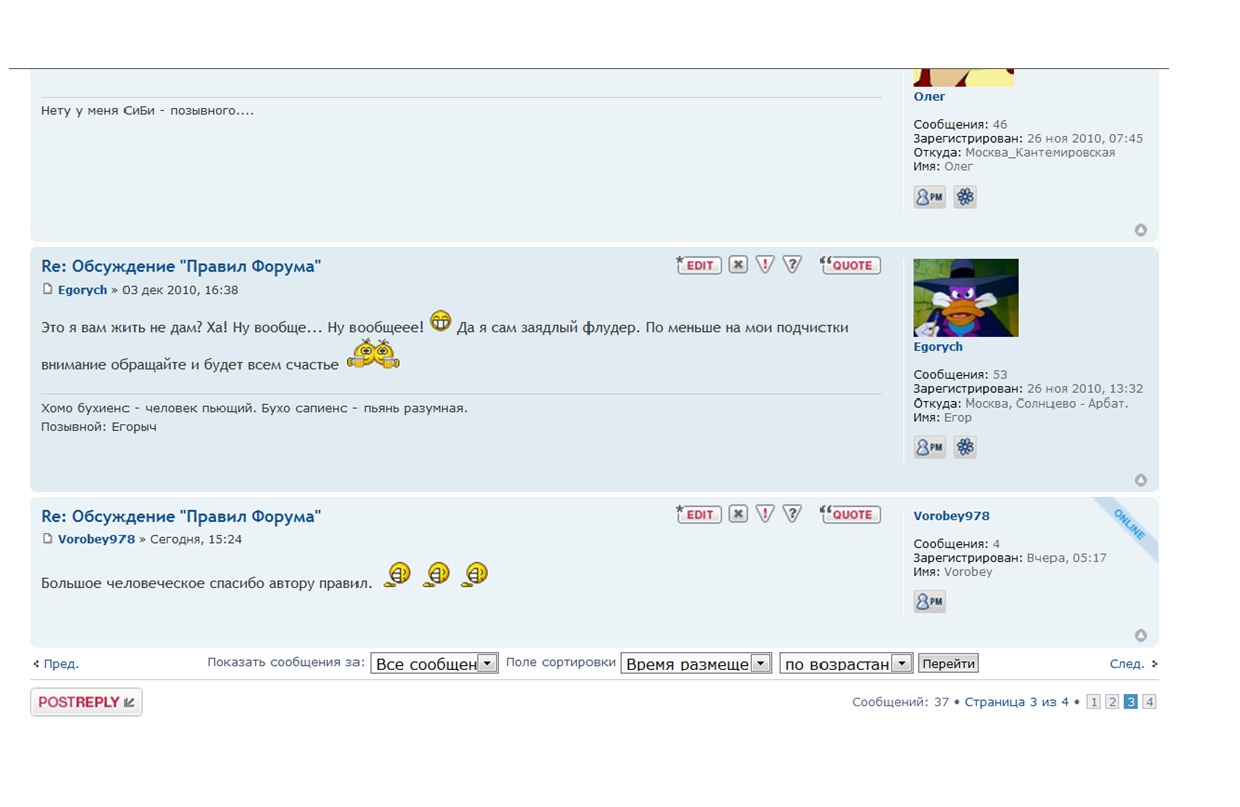 Нету у меня СиБи - позывного....
Олег
Сообщения: 46
Зарегистрирован: 26 ноя 2010, 07:45
Откуда: Москва_Кантемировская
Имя: Олег
PM
Re: Обсуждение "Правил Форума"
EDIT
QUOTE
Egorych » 03 дек 2010, 16:38
Это я вам жить не дам? Ха! Ну вообще... Ну вообщеее! Да я сам заядлый флудер. По меньше на мои подчистки
внимание обращайте и будет всем счастье
Хомо бухиенс - человек пьющий. Бухо сапиенс - пьянь разумная.
Позывной: Егорыч
Egorych
Сообщения: 53
Зарегистрирован: 26 ноя 2010, 13:32
Откуда: Москва, Солнцево - Арбат.
Имя: Егор
PM
Re: Обсуждение "Правил Форума"
EDIT
QUOTE
Vorobey978 » Сегодня, 15:24
Большое человеческое спасибо автору правил.
Vorobey978
ONLINE
Сообщения: 4
Зарегистрирован: Вчера, 05:17
Имя: Vorobey
PM
Пред. Показать сообщения за: Все сообщен Поле сортировки Время размеще по возрастан Перейти След.
POSTREPLY Сообщений: 37 • Страница 3 из 4 • 1 2 3 4